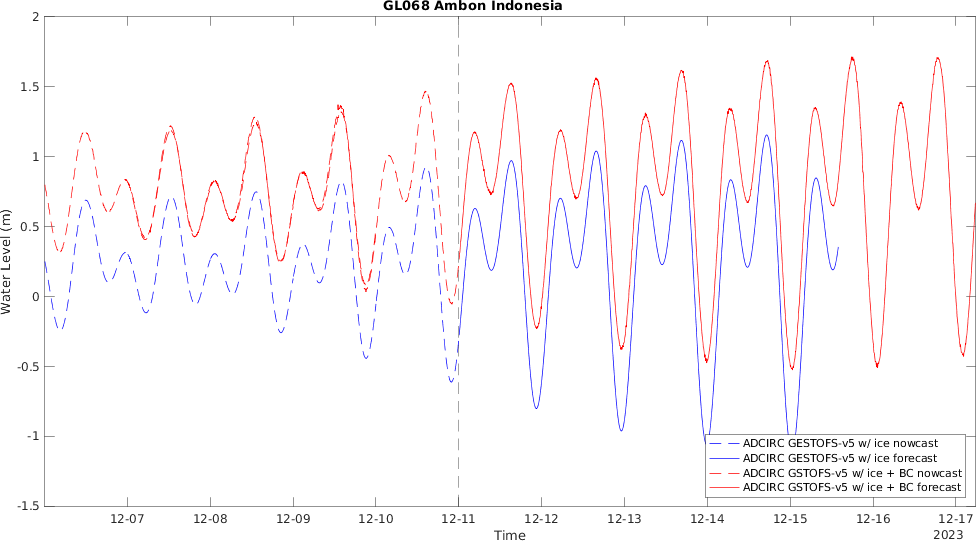 GL068 Ambon Indonesia
2
1.5
1
0.5
0
-0.5
-1
-1.5
Water Level (m)
ADCIRC GESTOFS-v5 w/ ice nowcast
ADCIRC GESTOFS-v5 w/ ice forecast
ADCIRC GSTOFS-v5 w/ ice + BC nowcast
ADCIRC GSTOFS-v5 w/ ice + BC forecast
12-07 12-08 12-09 12-10 12-11 12-12 12-13 12-14 12-15 12-16 12-17
Time
2023